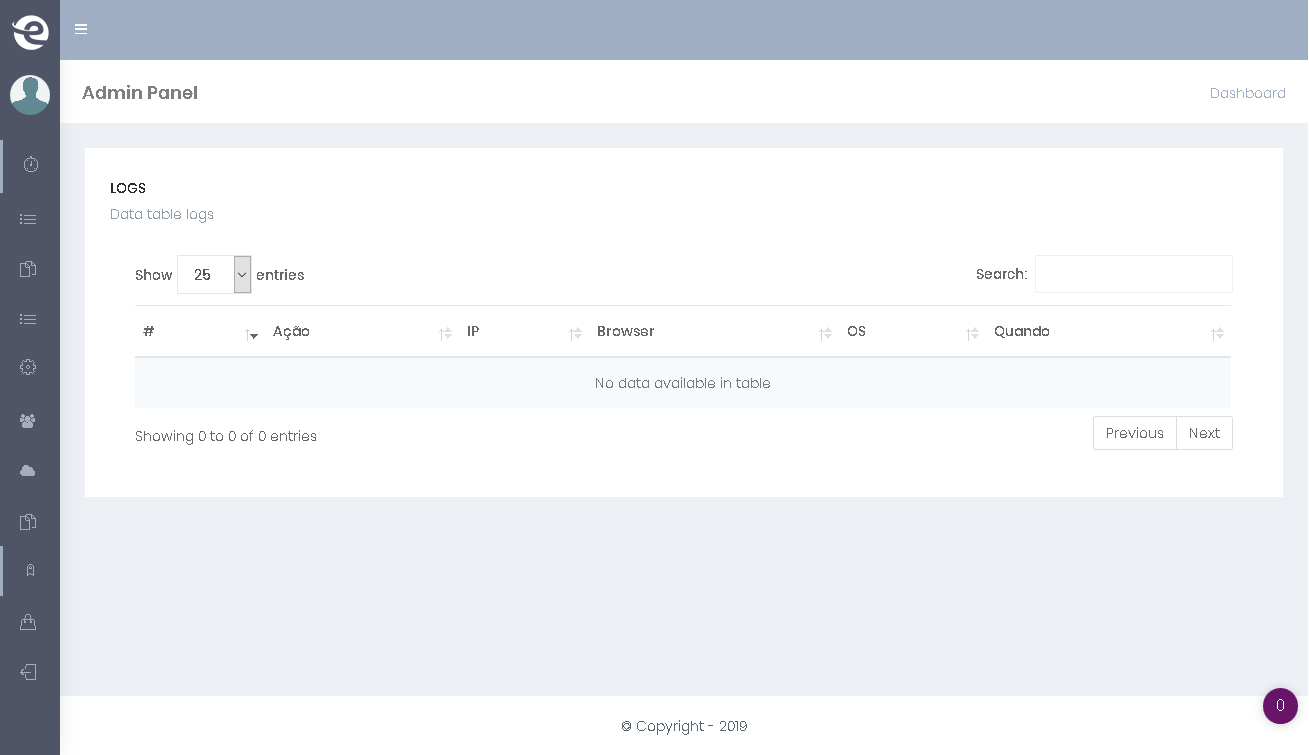 Admin Panel
Dashboard
LOGS
Data table logs
Show 25 entries
Search:
# Ação IP Browser OS Quando
No data available in table
Showing 0 to 0 of 0 entries
Previous Next
0
© Copyright - 2019